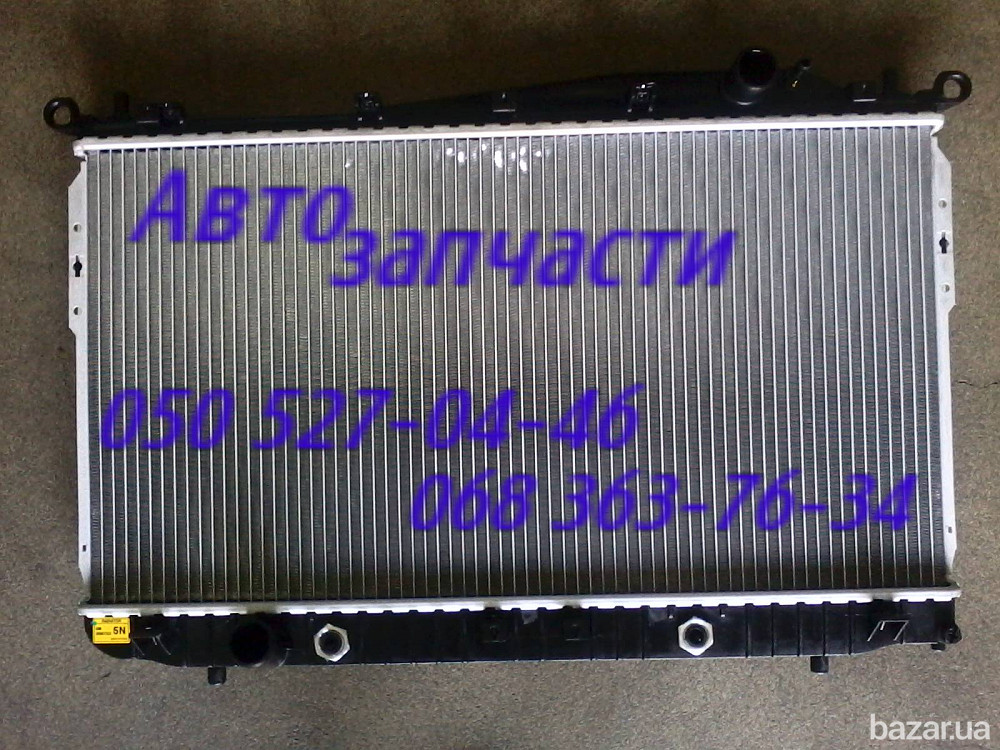 Авто
запчасти
050 527-04-46
068 363-76-34
5N
bazar.ua